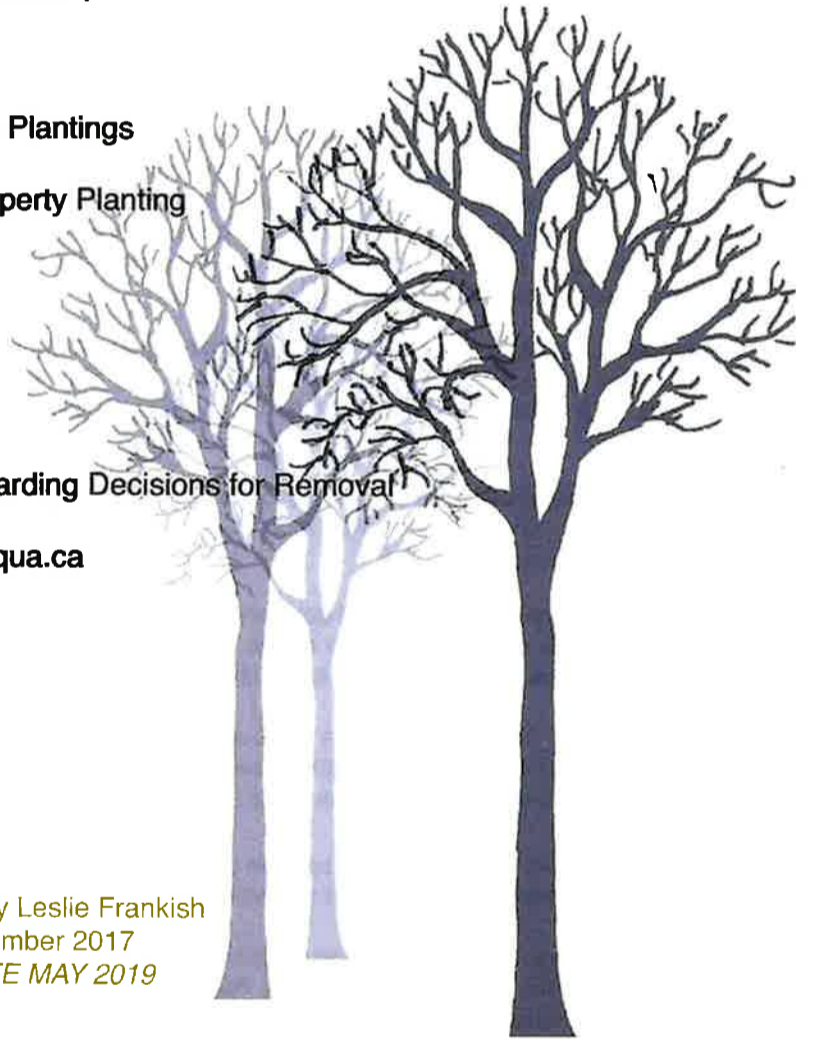 Plantings
perty Planting
arding Decisions for Removal
qua.ca
y Leslie Frankish
mber 2017
TE MAY 2019